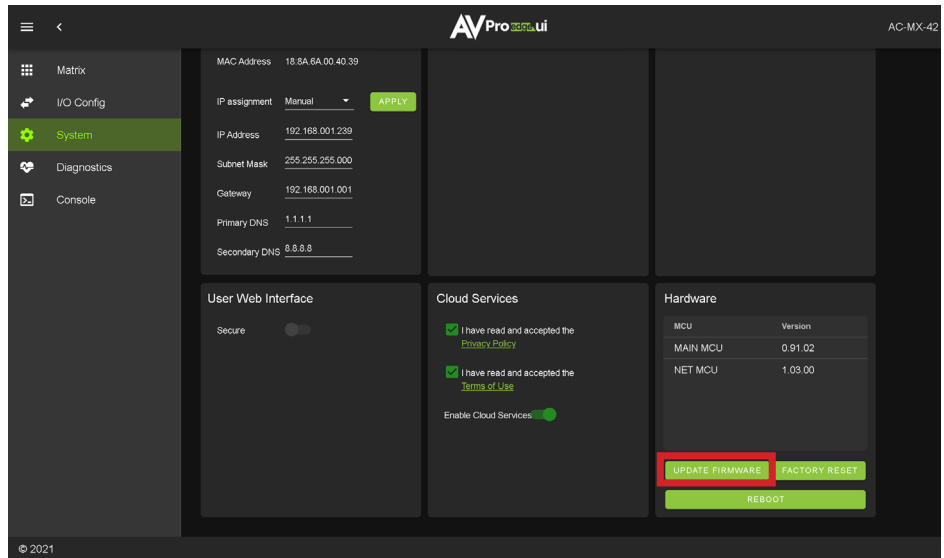 AVPro edge.ui
AC-MX-42
Matrix
I/O Config
System
Diagnostics
Console
MAC Address 18.8A.6A.00.40.39
IP assignment Manual APPLY
IP Address 192.168.001.239
Subnet Mask 255.255.255.000
Gateway 192.168.001.001
Primary DNS 1.1.1.1
Secondary DNS 8.8.8.8
User Web Interface
Secure
Cloud Services
I have read and accepted the
Privacy Policy
I have read and accepted the
Terms of Use
Enable Cloud Services
Hardware
MCU Version
MAIN MCU 0.91.02
NET MCU 1.03.00
UPDATE FIRMWARE FACTORY RESET
REBOOT
© 2021